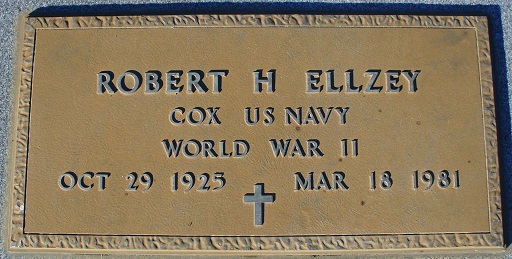 ROBERT H ELLZEY
COX US NAVY
WORLD WAR II
OCT 29 1925 MAR 18 1981